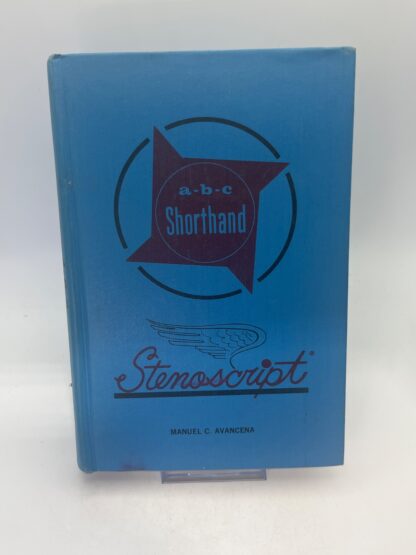 a-b-c
Shorthand
Stenoscript®
MANUEL C. AVANCENA